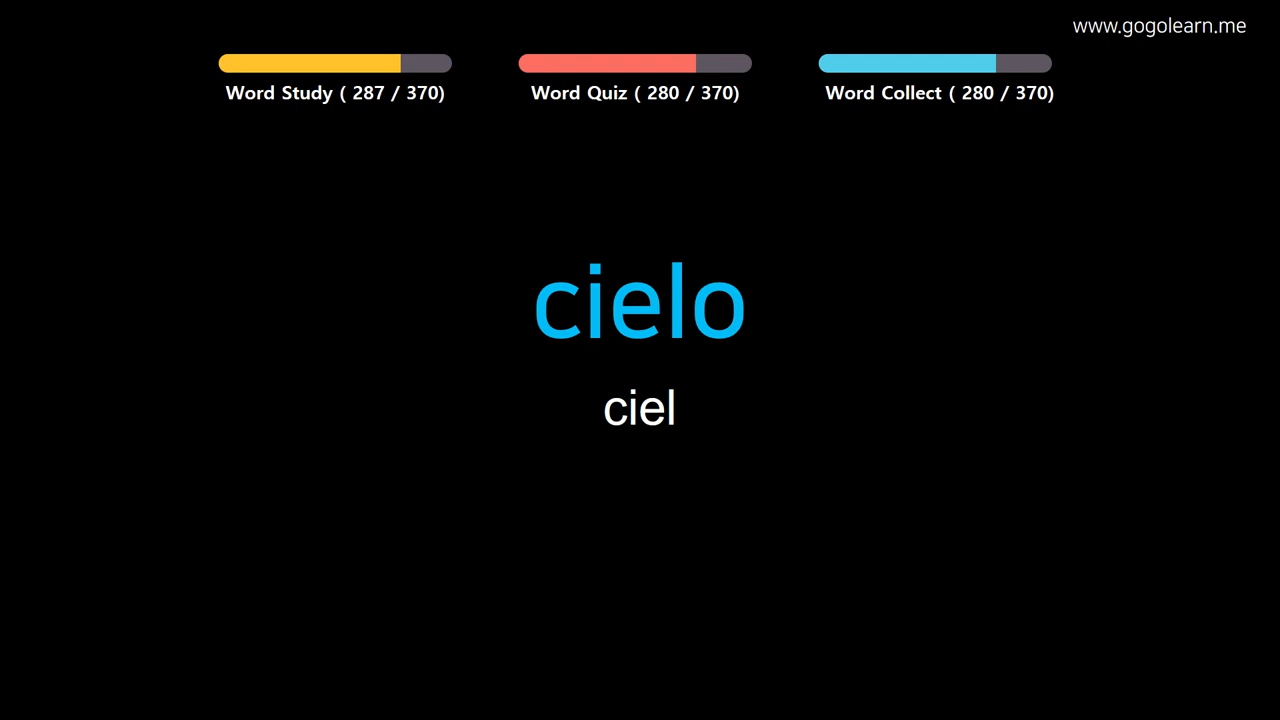 www.gogolearn.me
Word Study ( 287 / 370)
Word Quiz ( 280 / 370)
Word Collect ( 280 / 370)
cielo
ciel